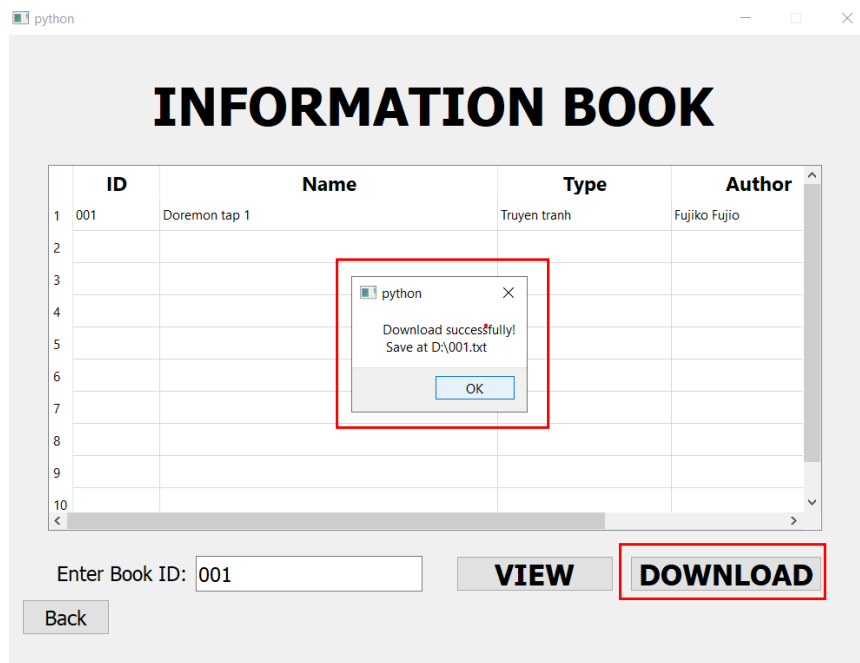 python
INFORMATION BOOK
ID Name Type Author
1 001 Doremon tap 1 Truyen tranh Fujiko Fujio
2
3
4
5
6
7
8
9
10
python
Download successfully!
Save at D:\001.txt
OK
Enter Book ID: 001 VIEW DOWNLOAD
Back